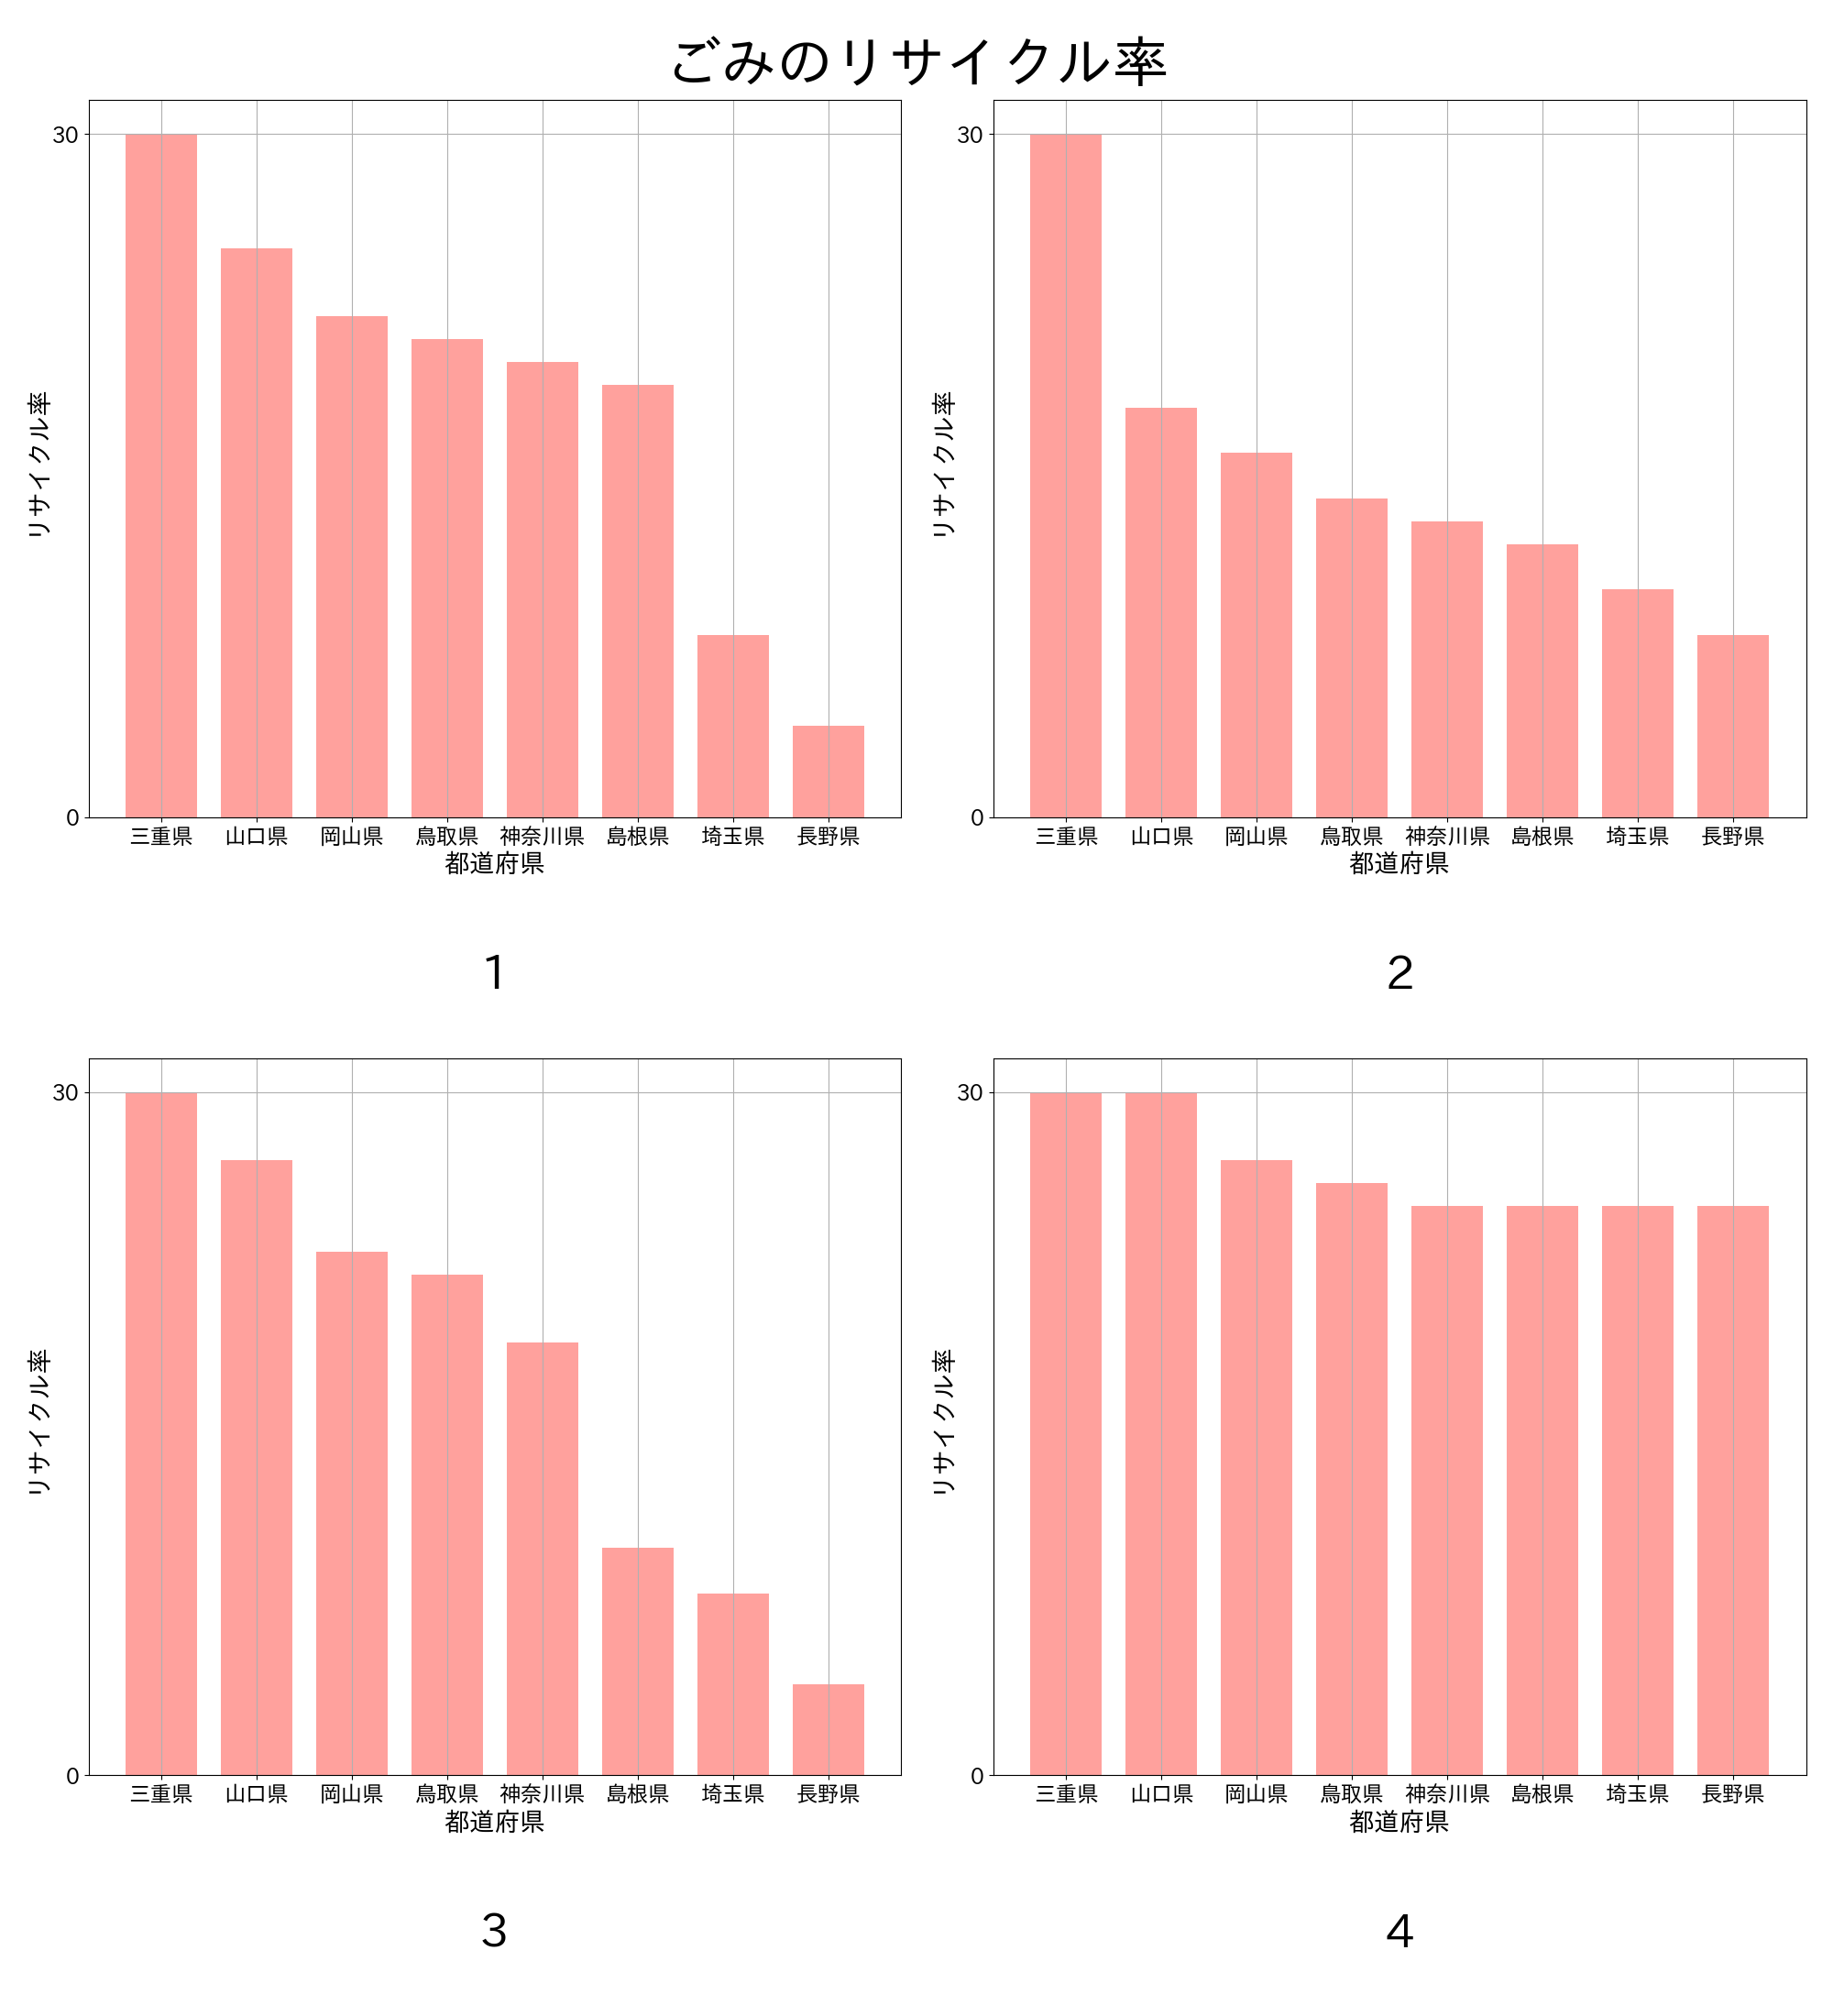 ごみのリサイクル率
30
0
リサイクル率
三重県 山口県 岡山県 鳥取県 神奈川県 島根県 埼玉県 長野県
都道府県
1
30
0
リサイクル率
三重県 山口県 岡山県 鳥取県 神奈川県 島根県 埼玉県 長野県
都道府県
2
30
0
リサイクル率
三重県 山口県 岡山県 鳥取県 神奈川県 島根県 埼玉県 長野県
都道府県
3
30
0
リサイクル率
三重県 山口県 岡山県 鳥取県 神奈川県 島根県 埼玉県 長野県
都道府県
4